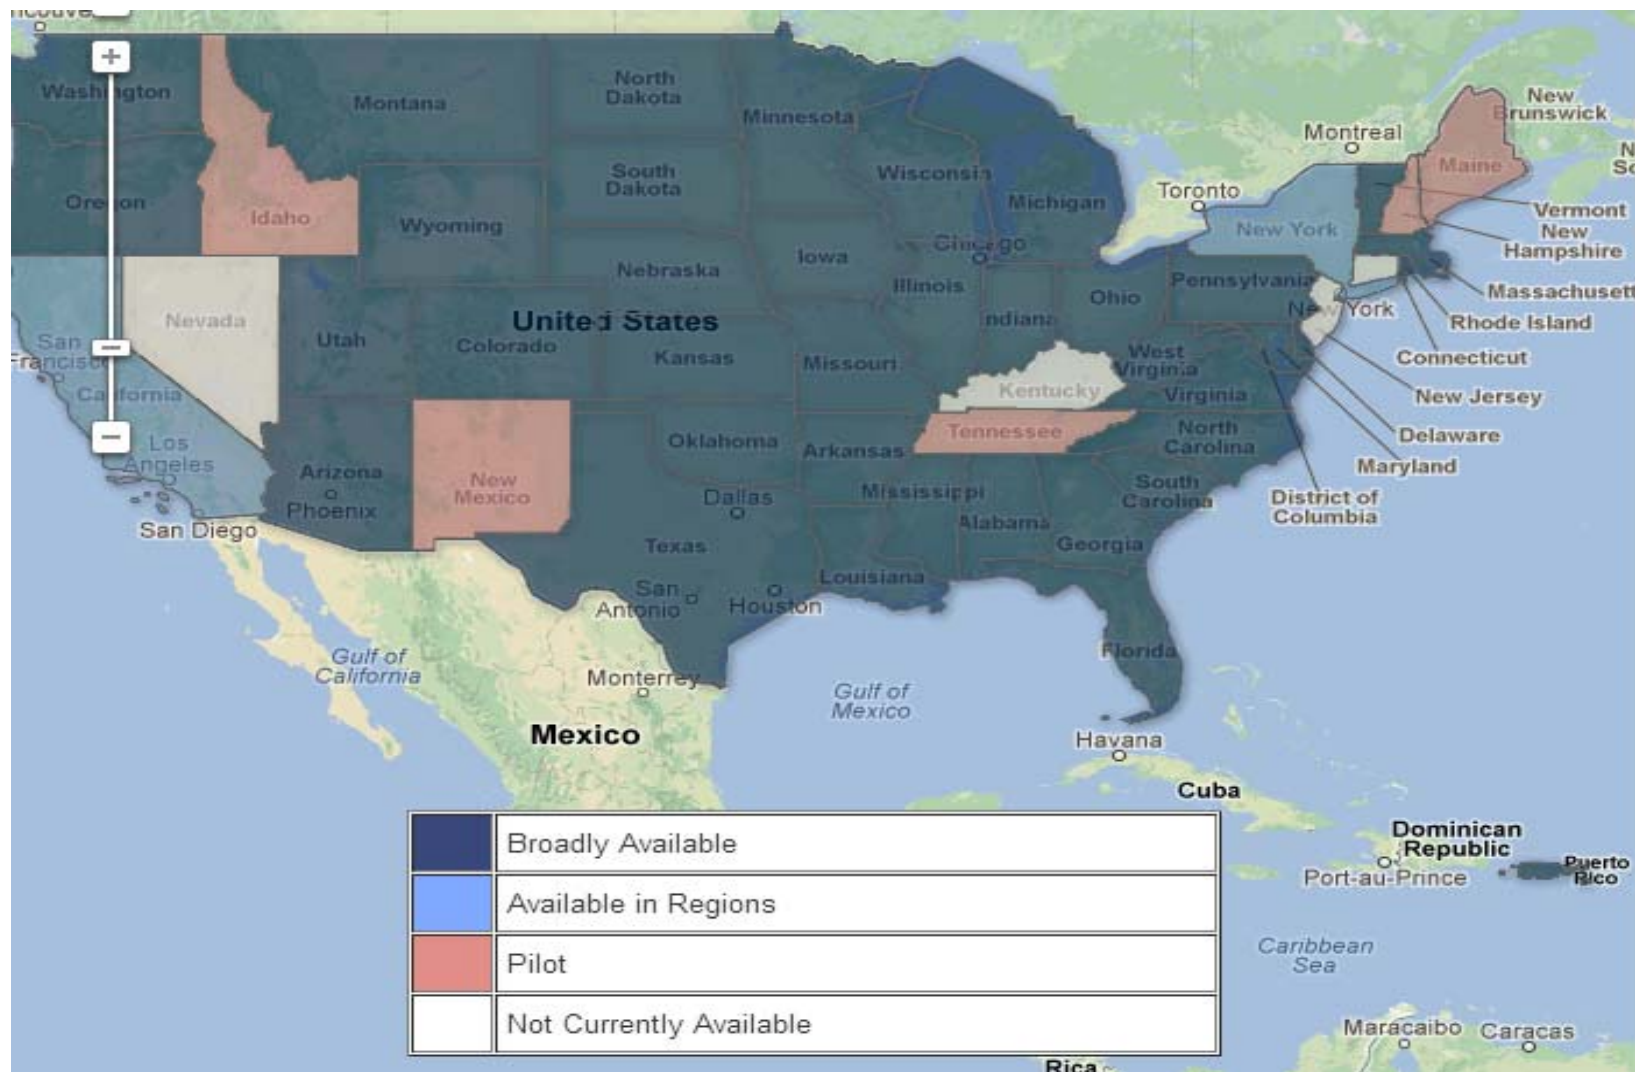 Washington
Montana
North
Dakota
Minnesota
New
Brunswick
Montreal
Maine
Oregon
Idaho
Wyoming
South
Dakota
Wisconsin
Michigan
Toronto
New York
Vermont
New
Hampshire
Nebraska
Iowa
Chicago
Illinois
Indiana
Ohio
Pennsylvania
New York
Rhode Island
Connecticut
Nevada
Utah
United States
Colorado
Kansas
Missouri
West
Virginia
Virginia
Kentucky
New Jersey
San
Francisco
California
Los
Angeles
San Diego
Arizona
Phoenix
New
Mexico
Oklahoma
Arkansas
Tennessee
North
Carolina
Delaware
Maryland
District of
Columbia
Dallas
Mississippi
Alabama
South
Carolina
Georgia
Texas
Louisiana
San
Antonio
Houston
Florida
Gulf of
California
Monterrey
Gulf of
Mexico
Mexico
Havana
Cuba
Dominican
Republic
Port-au-Prince
Puerto
Rico
Caribbean
Sea
Maracaibo
Caracas
Broadly Available
Available in Regions
Pilot
Not Currently Available